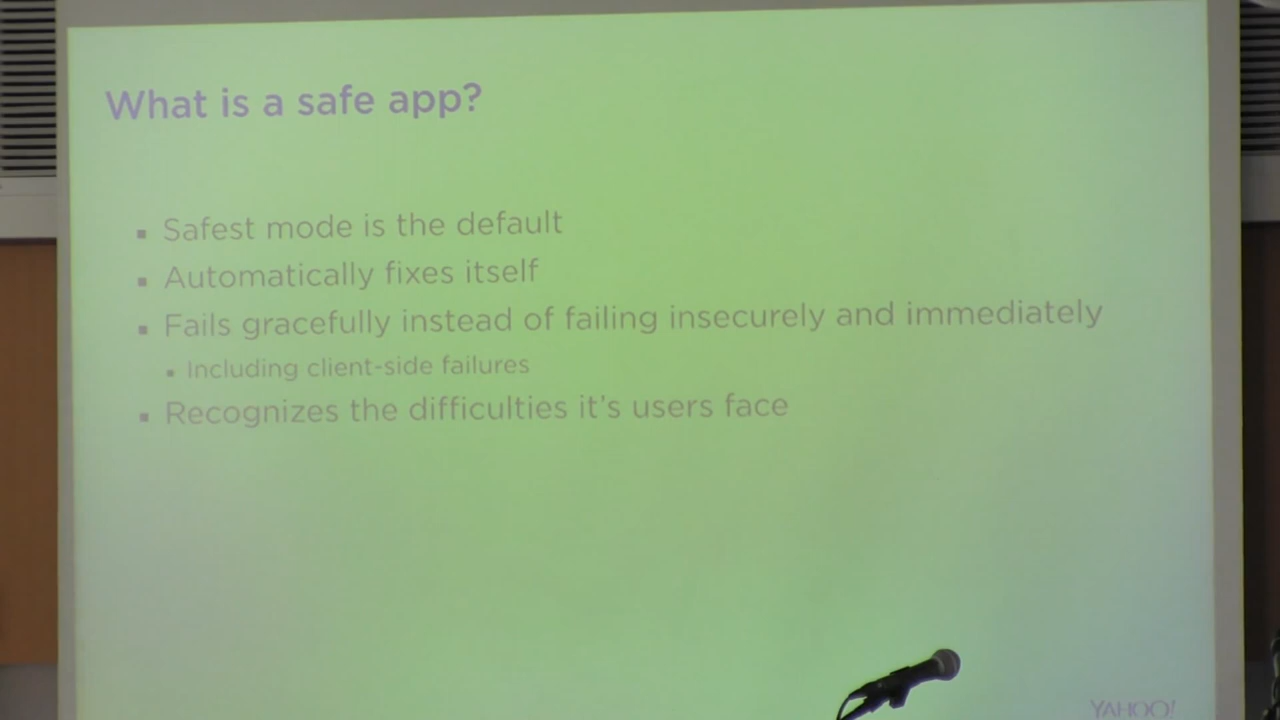 What is a safe app?
Safest mode is the default
Automatically fixes itself
Fails gracefully instead of failing insecurely and immediately
Including client-side failures
Recognizes the difficulties it's users face
YAHOO!